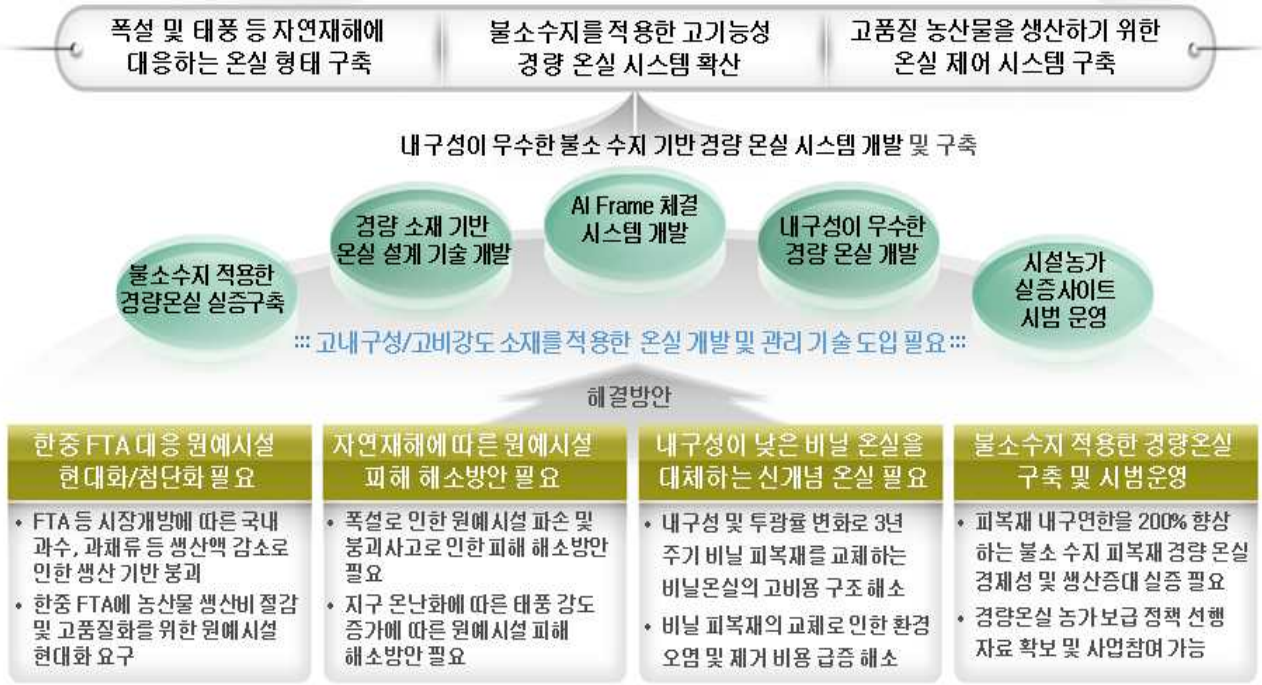 폭설 및 태풍 등 자연재해에
대응하는 온실 형태 구축
불소수지를 적용한 고기능성
경량 온실 시스템 확산
고품질 농산물을 생산하기 위한
온실 제어 시스템 구축
내구성이 우수한 불소 수지 기반 경량 온실 시스템 개발 및 구축
불소수지 적용한
경량온실 실증구축
경량 소재 기반
온실 설계 기술 개발
Al Frame 체결
시스템 개발
내구성이 우수한
경량 온실 개발
시설농가
실증사이트
시범 운영
::: 고내구성/고비강도 소재를 적용한 온실 개발 및 관리 기술 도입 필요 :::
해결방안
한중 FTA 대응 원예시설
현대화/첨단화 필요
• FTA 등 시장개방에 따른 국내
과수, 과채류 등 생산액 감소로
인한 생산 기반 붕괴
• 한중 FTA에 농산물 생산비 절감
및 고품질화를 위한 원예시설
현대화 요구
자연재해에 따른 원예시설
피해 해소방안 필요
• 폭설로 인한 원예시설 파손 및
붕괴사고로 인한 피해 해소방안
필요
• 지구 온난화에 따른 태풍 강도
증가에 따른 원예시설 피해
해소방안 필요
내구성이 낮은 비닐 온실을
대체하는 신개념 온실 필요
• 내구성 및 투광률 변화로 3년
주기 비닐 피복재를 교체하는
비닐온실의 고비용 구조 해소
• 비닐 피복재의 교체로 인한 환경
오염 및 제거 비용 급증 해소
불소수지 적용한 경량온실
구축 및 시범운영
• 피복재 내구연한을 200% 향상
하는 불소 수지 피복재 경량 온실
경제성 및 생산증대 실증 필요
• 경량온실 농가 보급 정책 선행
자료 확보 및 사업참여 가능